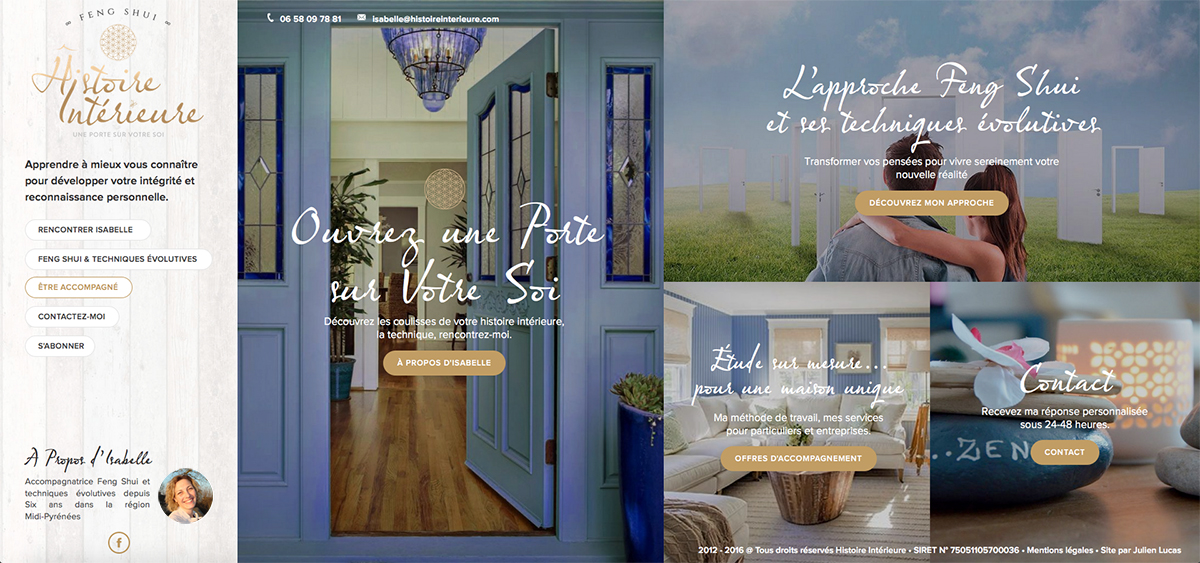 FENG SHUI
Histoire
Intérieure
UNE PORTE SUR VOTRE SOI
Apprendre à mieux vous connaître
pour développer votre intégrité et
reconnaissance personnelle.
RENCONTRER ISABELLE
FENG SHUI & TECHNIQUES ÉVOLUTIVES
ÊTRE ACCOMPAGNÉ
CONTACTEZ-MOI
S'ABONNER
À Propos d'Isabelle
Accompagnatrice Feng Shui et
techniques évolutives depuis
Six ans dans la région
Midi-Pyrénées
f
06 58 09 78 81 isabelle@histoireinterieure.com
Ouvrez une Porte
sur Votre Soi
Découvrez les coulisses de votre histoire intérieure,
la technique, rencontrez-moi.
À PROPOS D'ISABELLE
L'approche Feng Shui
et ses techniques évolutives
Transformer vos pensées pour vivre sereinement votre
nouvelle réalité
DÉCOUVREZ MON APPROCHE
Étude sur mesure...
pour une maison unique
Ma méthode de travail, mes services
pour particuliers et entreprises.
OFFRES D'ACCOMPAGNEMENT
Contact
Recevez ma réponse personnalisée
sous 24-48 heures.
ZEN
CONTACT
2012 - 2016 @ Tous droits réservés Histoire Intérieure • SIRET N° 75051105700036 • Mentions légales • Site par Julien Lucas